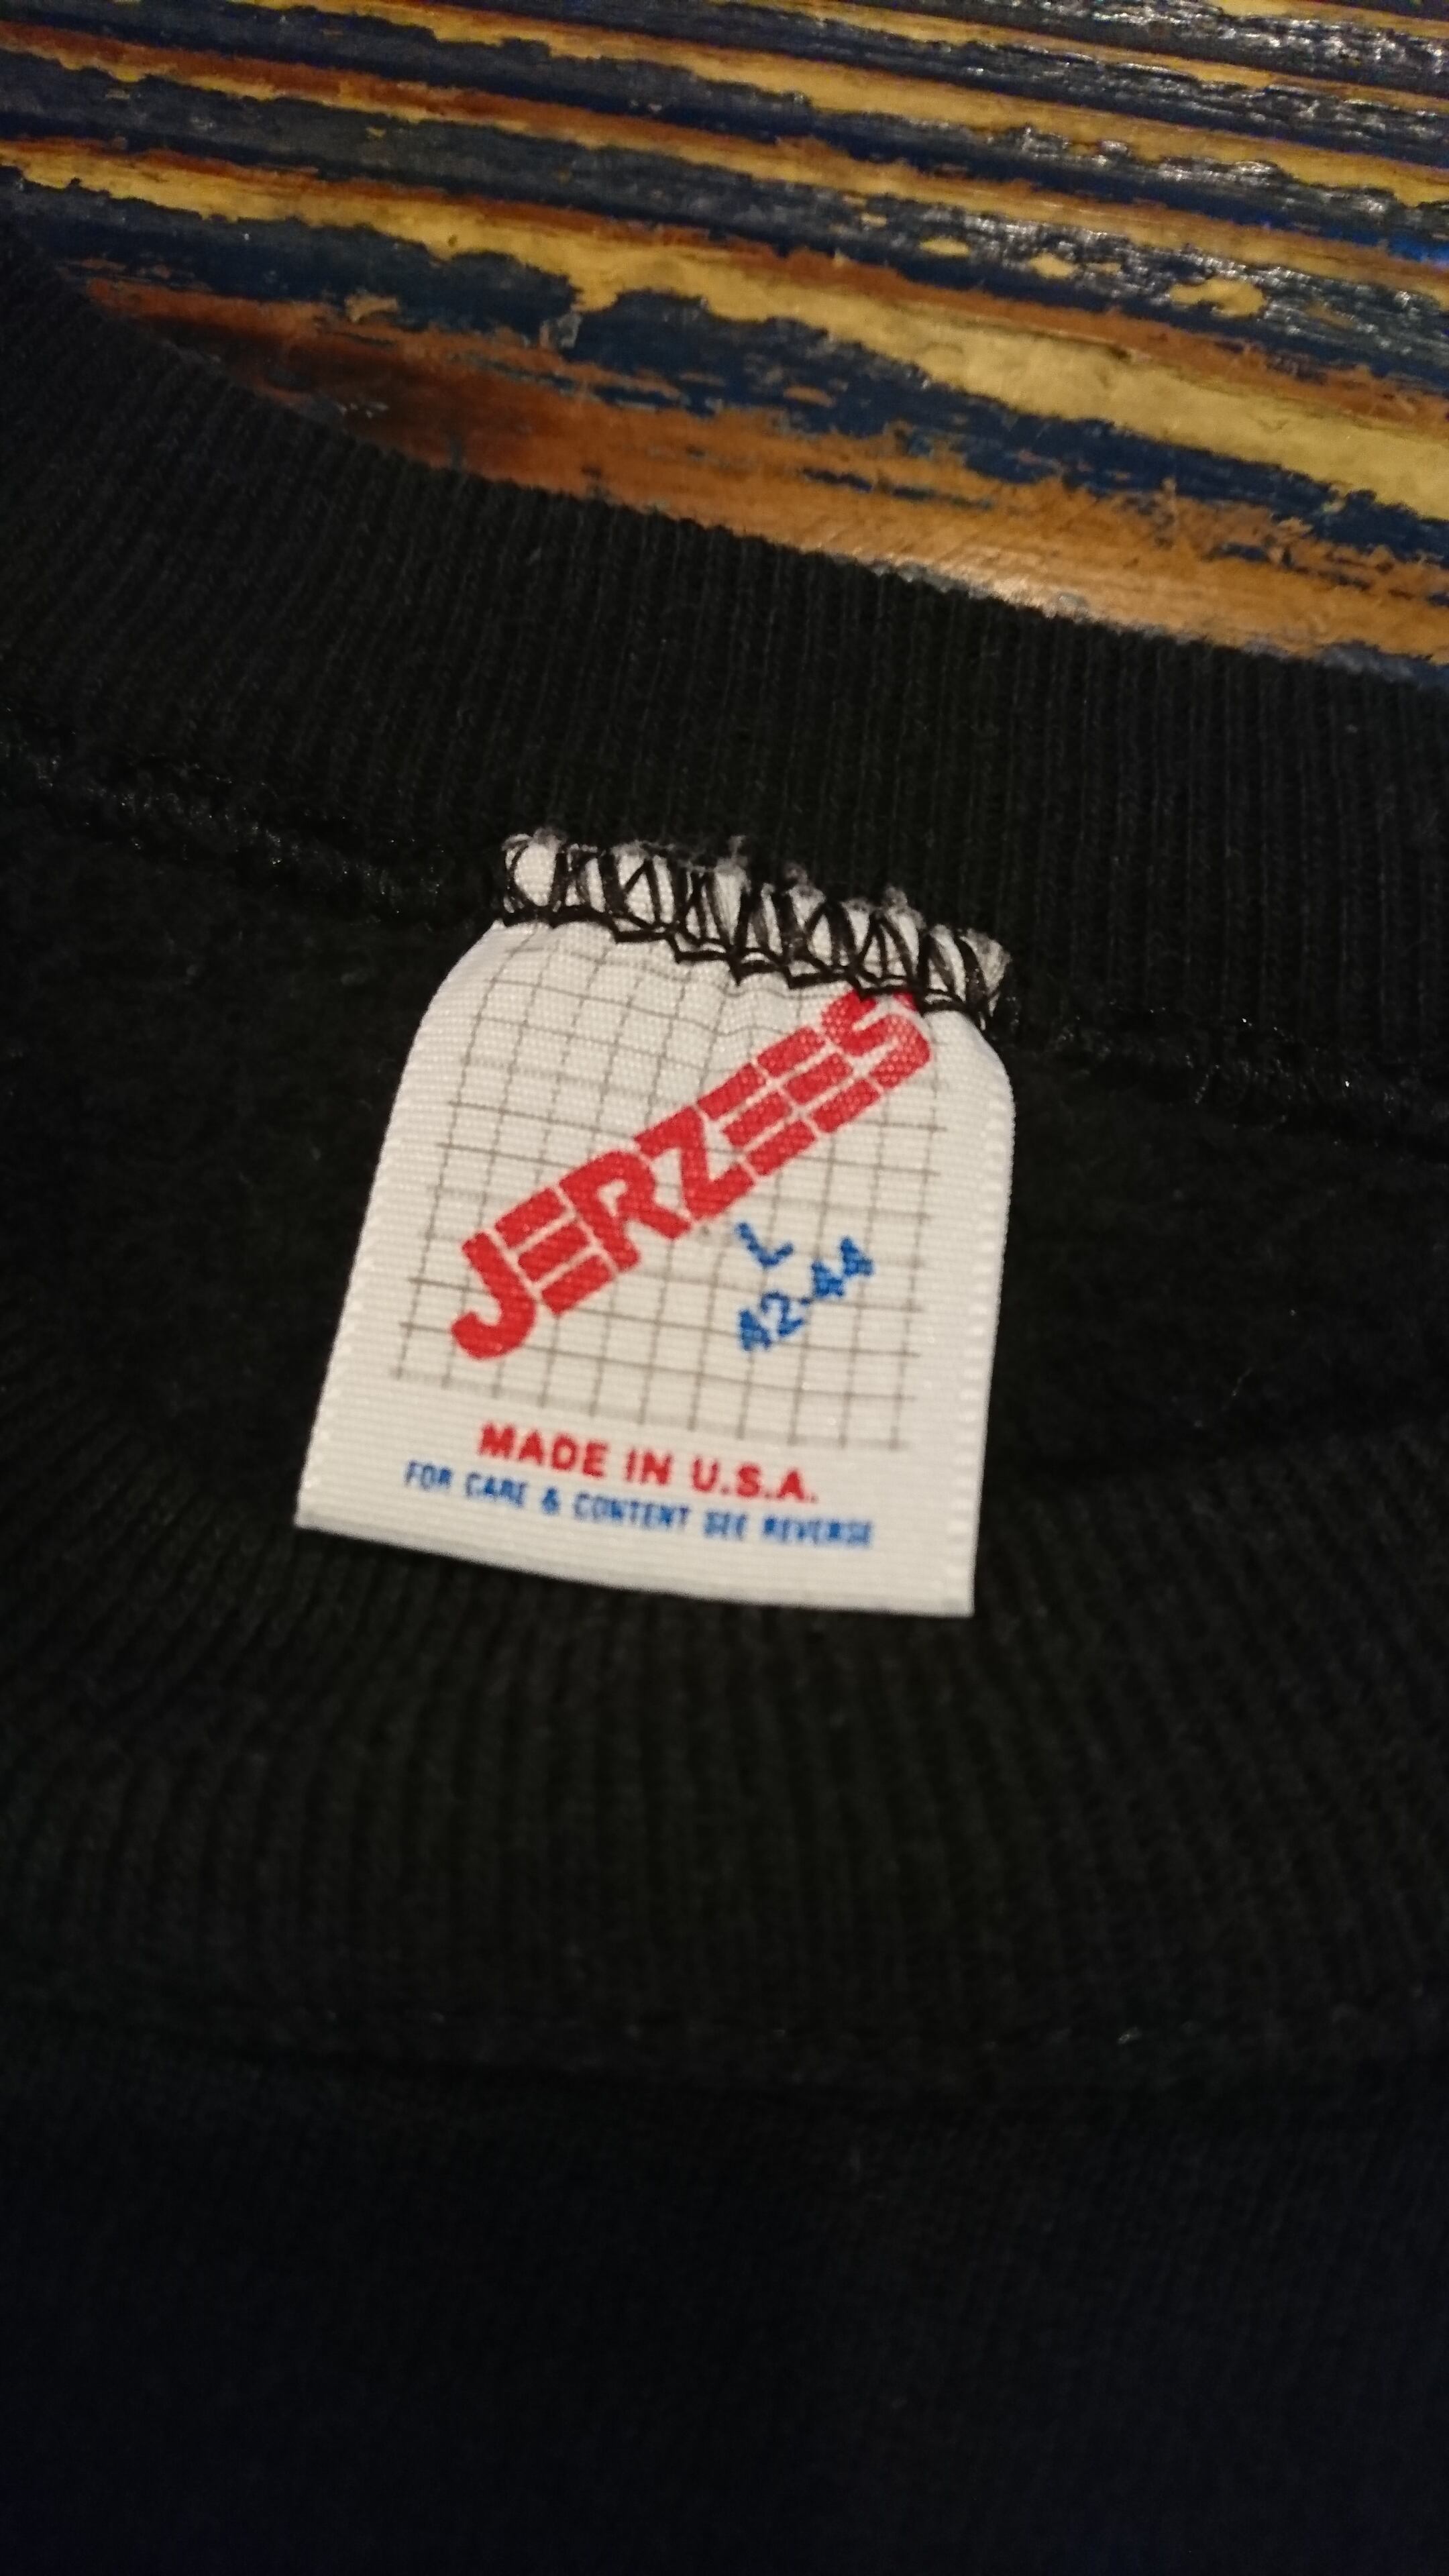 JERZEES
L
42-44
MADE IN U.S.A.
FOR CARE & CONTENT SEE REVERSE